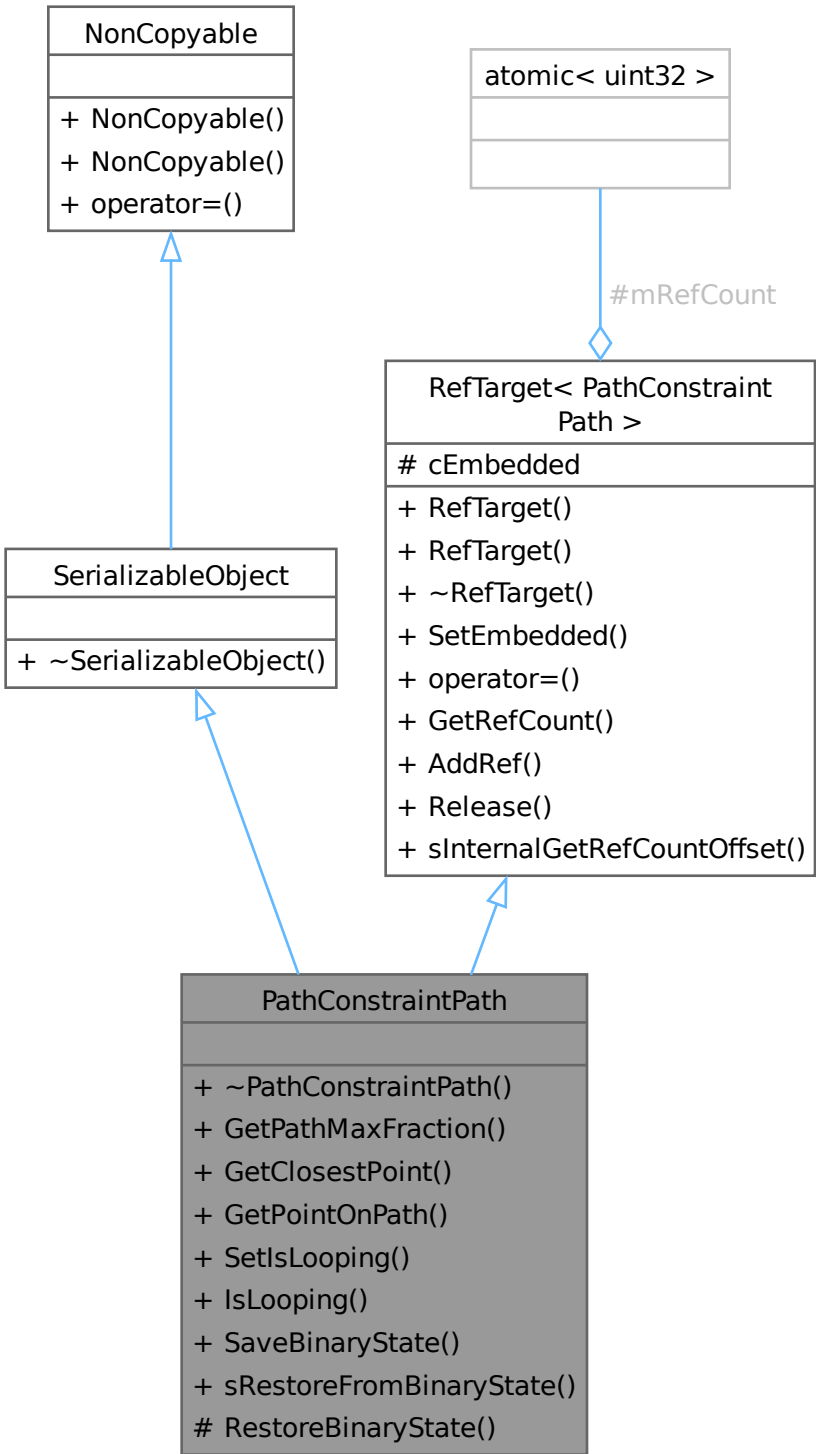 NonCopyable
+ NonCopyable()
+ NonCopyable()
+ operator=()
atomic< uint32 >
#mRefCount
RefTarget< PathConstraint
Path >
# cEmbedded
+ RefTarget()
+ RefTarget()
+ ~RefTarget()
+ SetEmbedded()
+ operator=()
+ GetRefCount()
+ AddRef()
+ Release()
+ sInternalGetRefCountOffset()
SerializableObject
+ ~SerializableObject()
PathConstraintPath
+ ~PathConstraintPath()
+ GetPathMaxFraction()
+ GetClosestPoint()
+ GetPointOnPath()
+ SetIsLooping()
+ IsLooping()
+ SaveBinaryState()
+ sRestoreFromBinaryState()
# RestoreBinaryState()